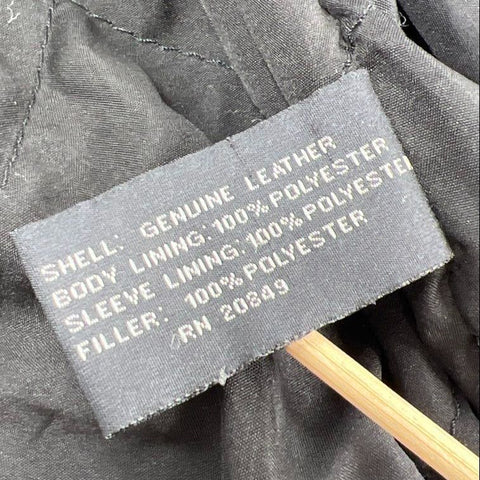 SHELL: GENUINE LEATHER
BODY LINING: 100% POLYESTER
SLEEVE LINING: 100% POLYESTER
FILLER: 100% POLYESTER
RN 20849